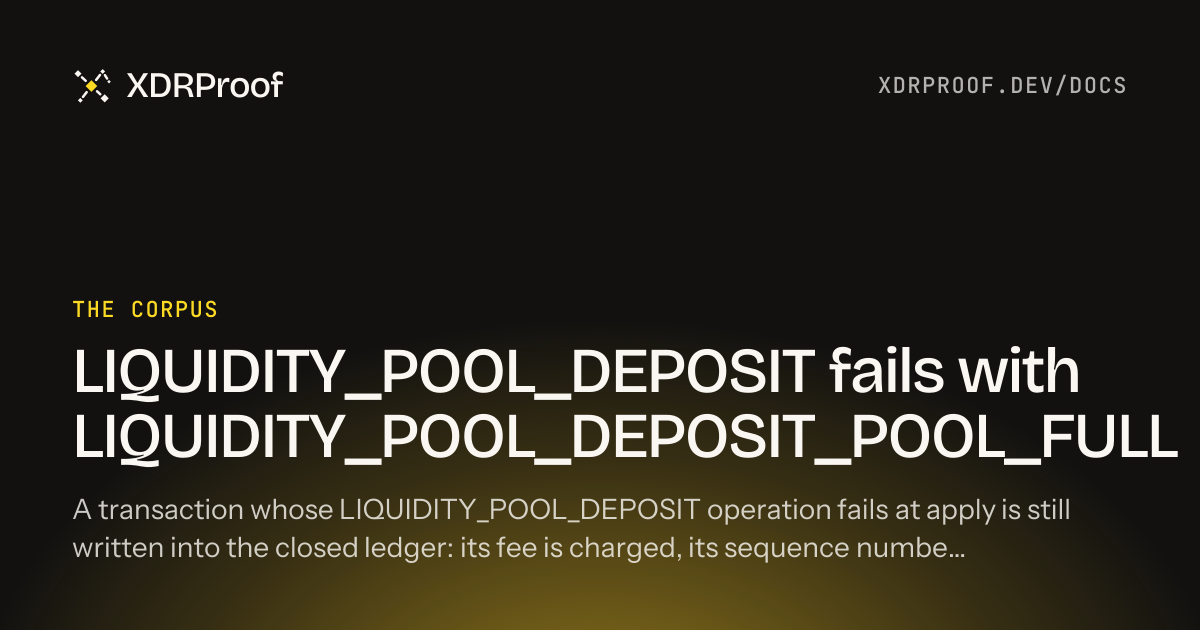 XDRProof
XDRPROOF.DEV/DOCS
THE CORPUS
LIQUIDITY_POOL_DEPOSIT fails with
LIQUIDITY_POOL_DEPOSIT_POOL_FULL
A transaction whose LIQUIDITY_POOL_DEPOSIT operation fails at apply is still
written into the closed ledger: its fee is charged, its sequence numbe...